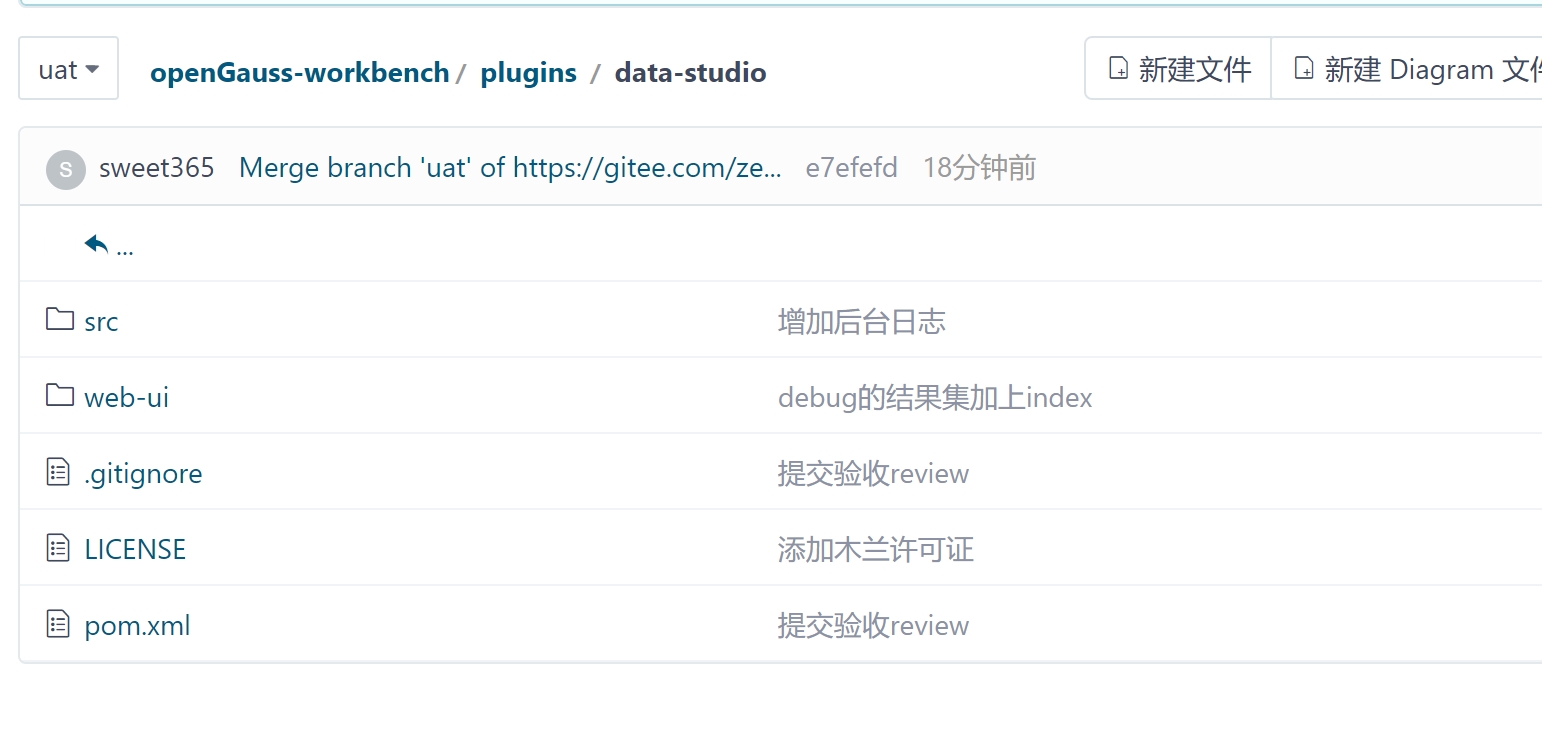 uat openGauss-workbench / plugins / data-studio 新建文件 新建 Diagram 文件
S sweet365 Merge branch 'uat' of https://gitee.com/ze... e7efefd 18分钟前
...
src 增加后台日志
web-ui debug的结果集加上index
.gitignore 提交验收review
LICENSE 添加木兰许可证
pom.xml 提交验收review